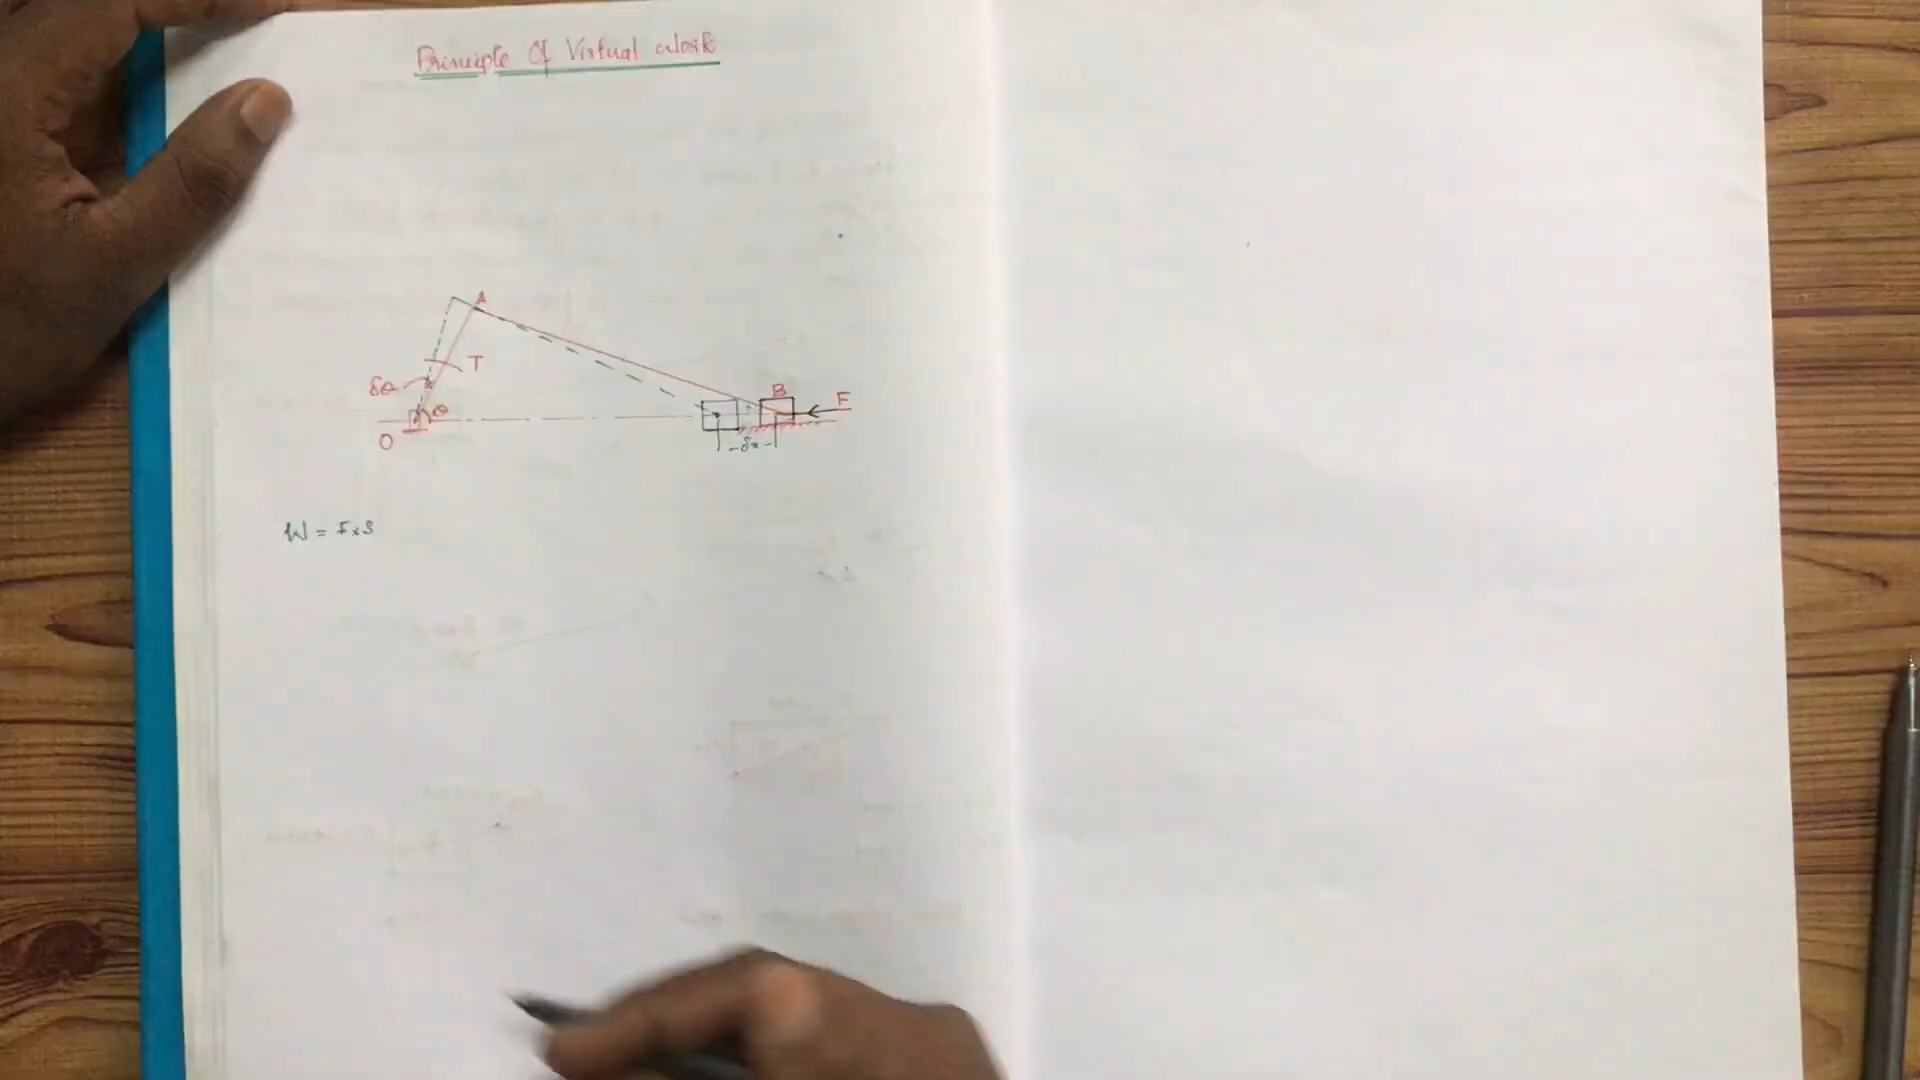 Principle Of Virtual Work
A
T
δθ
θ
B
F
O
δx
W = F×S